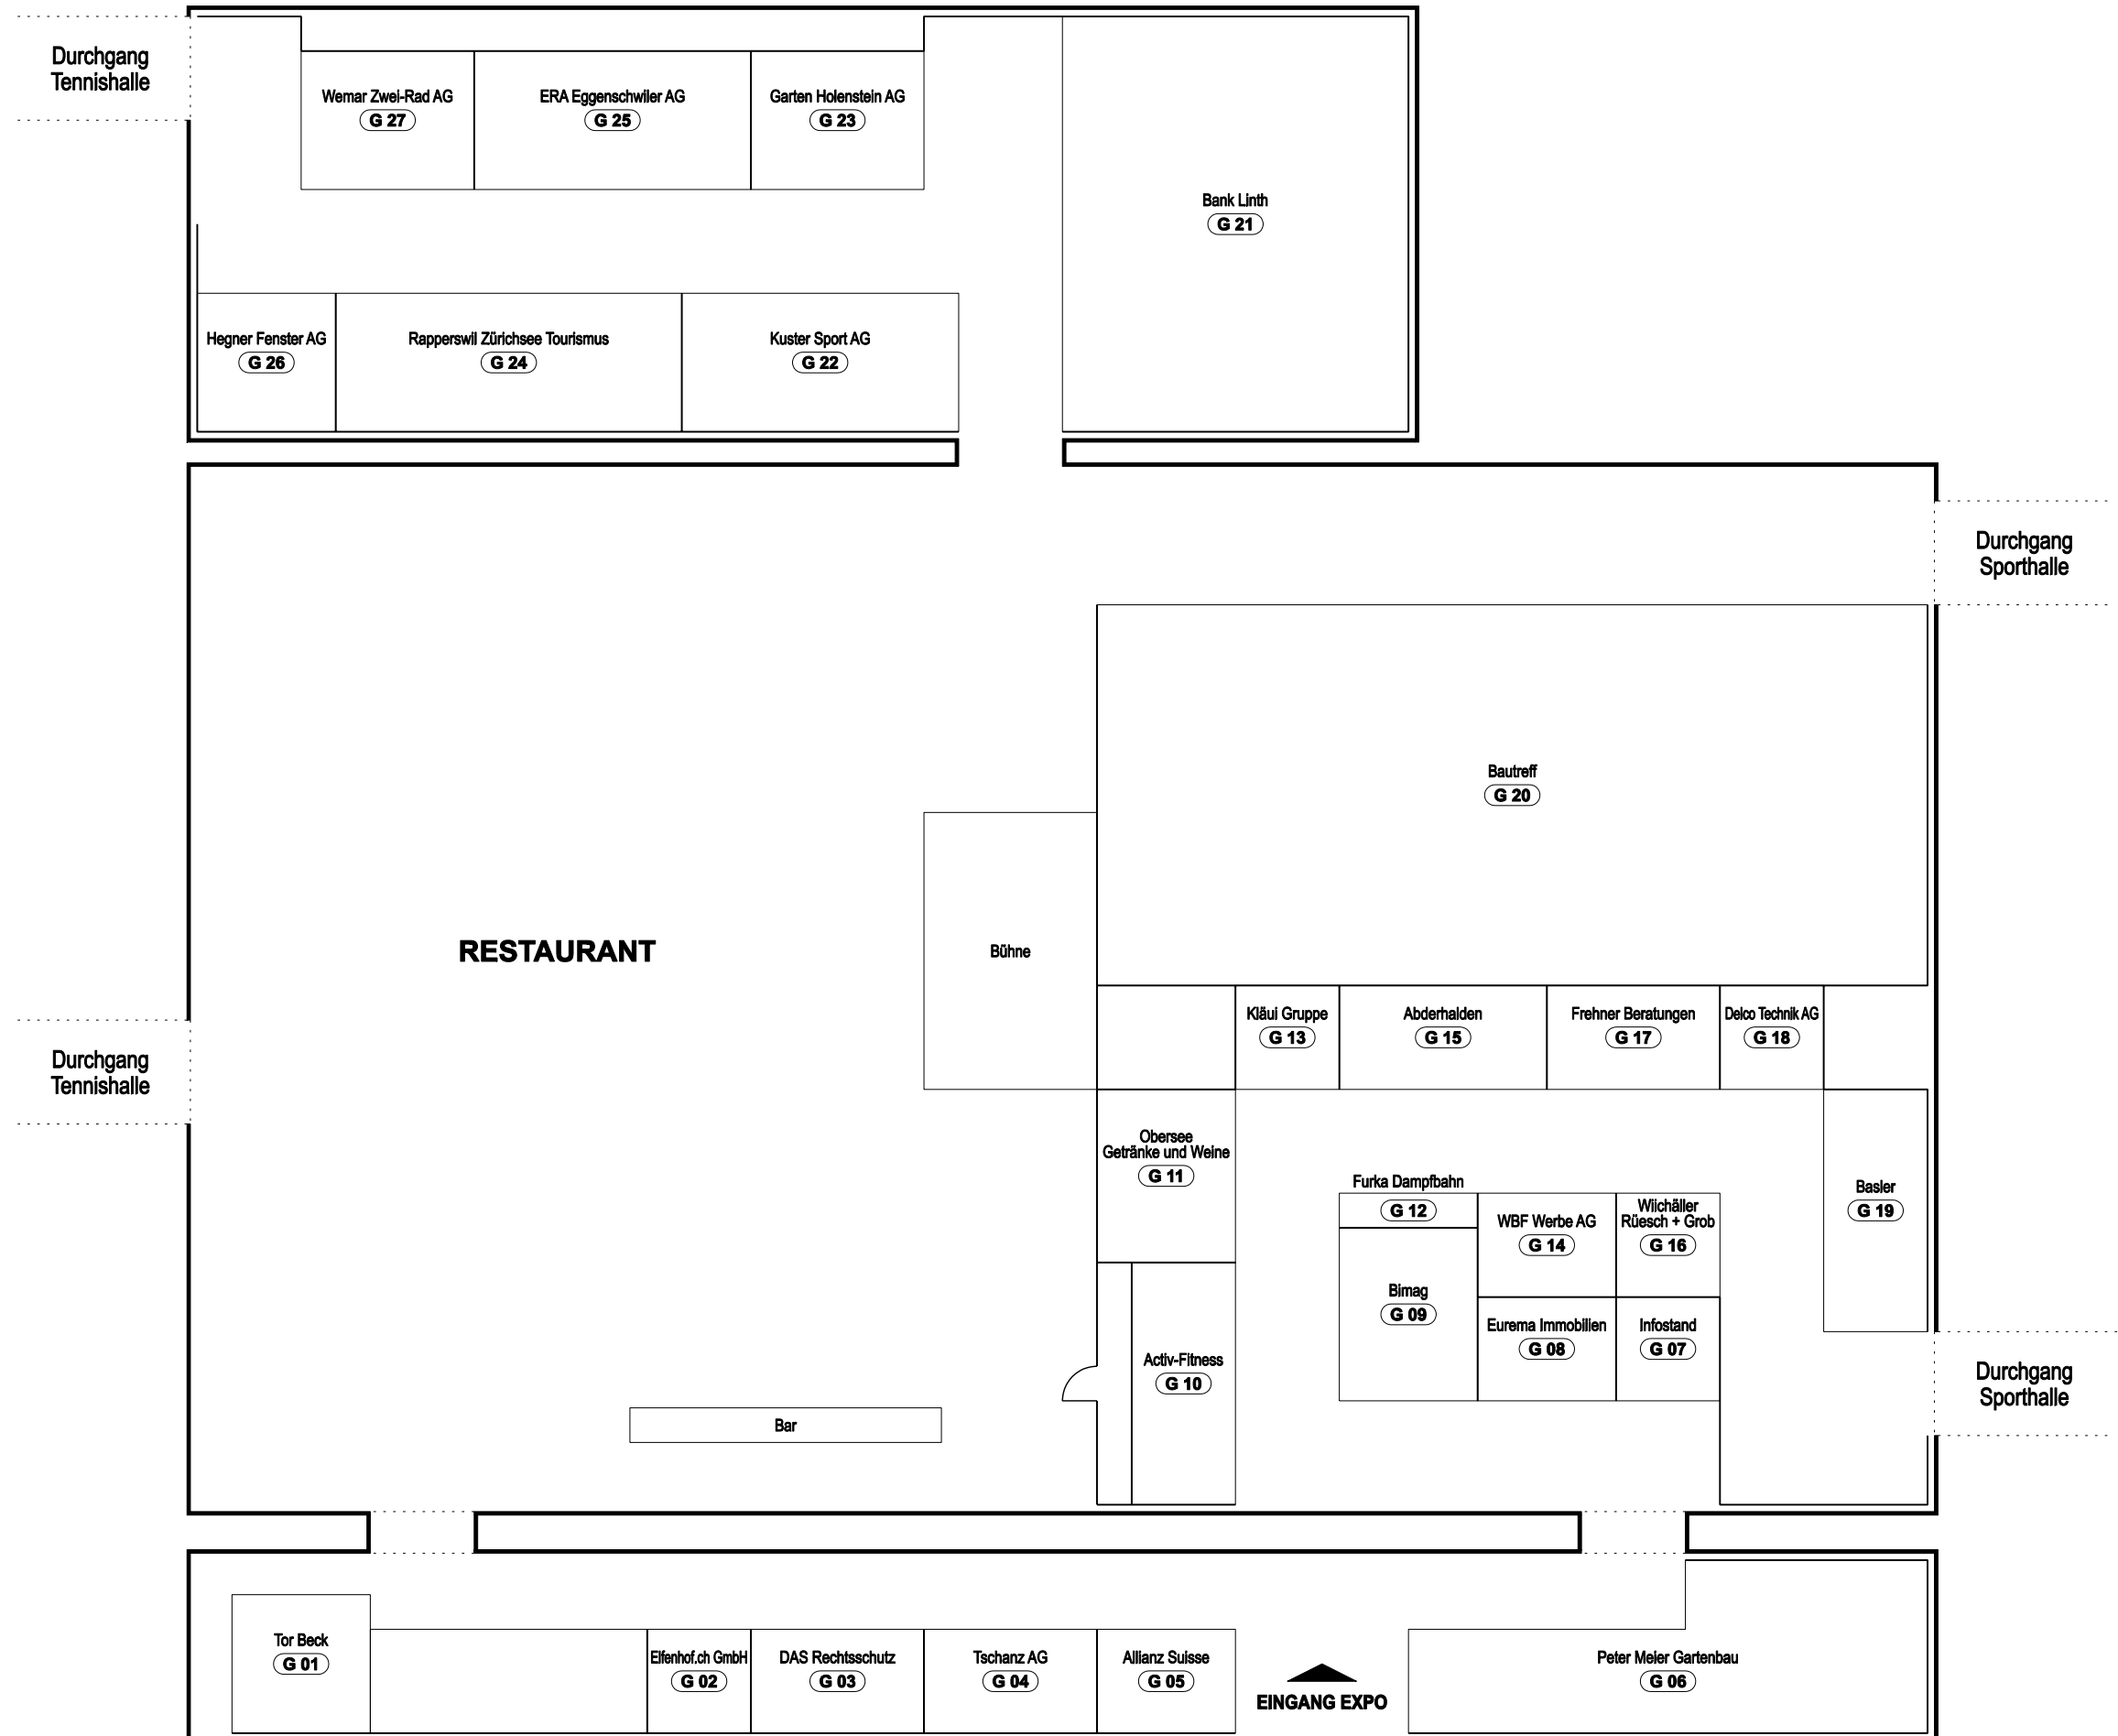 Durchgang
Tennishalle
Wemar Zwei-Rad AG
G 27
ERA Eggenschwiler AG
G 25
Garten Holenstein AG
G 23
Bank Linth
G 21
Hegner Fenster AG
G 26
Rapperswil Zürichsee Tourismus
G 24
Kuster Sport AG
G 22
Durchgang
Sporthalle
Bautreff
G 20
RESTAURANT
Bühne
Kläui Gruppe
G 13
Abderhalden
G 15
Frehner Beratungen
G 17
Delco Technik AG
G 18
Durchgang
Tennishalle
Obersee
Getränke und Weine
G 11
Furka Dampfbahn
G 12
WBF Werbe AG
G 14
Wiichäller
Rüesch + Grob
G 16
Basler
G 19
Bimag
G 09
Eurema Immobilien
G 08
Infostand
G 07
Activ-Fitness
G 10
Durchgang
Sporthalle
Bar
Tor Beck
G 01
Elfenhof.ch GmbH
G 02
DAS Rechtsschutz
G 03
Tschanz AG
G 04
Allianz Suisse
G 05
EINGANG EXPO
Peter Meier Gartenbau
G 06